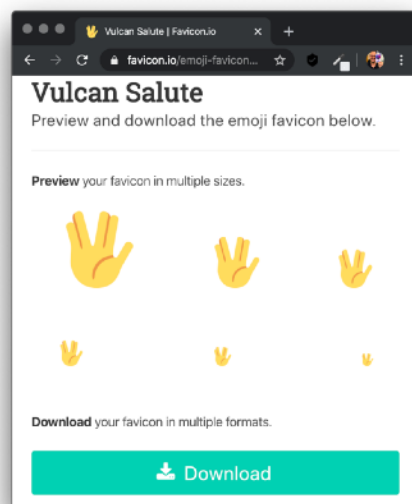 Vulcan Salute | Favicon.io
favicon.io/emoji-favicon...
Vulcan Salute
Preview and download the emoji favicon below.
Preview your favicon in multiple sizes.
Download your favicon in multiple formats.
Download